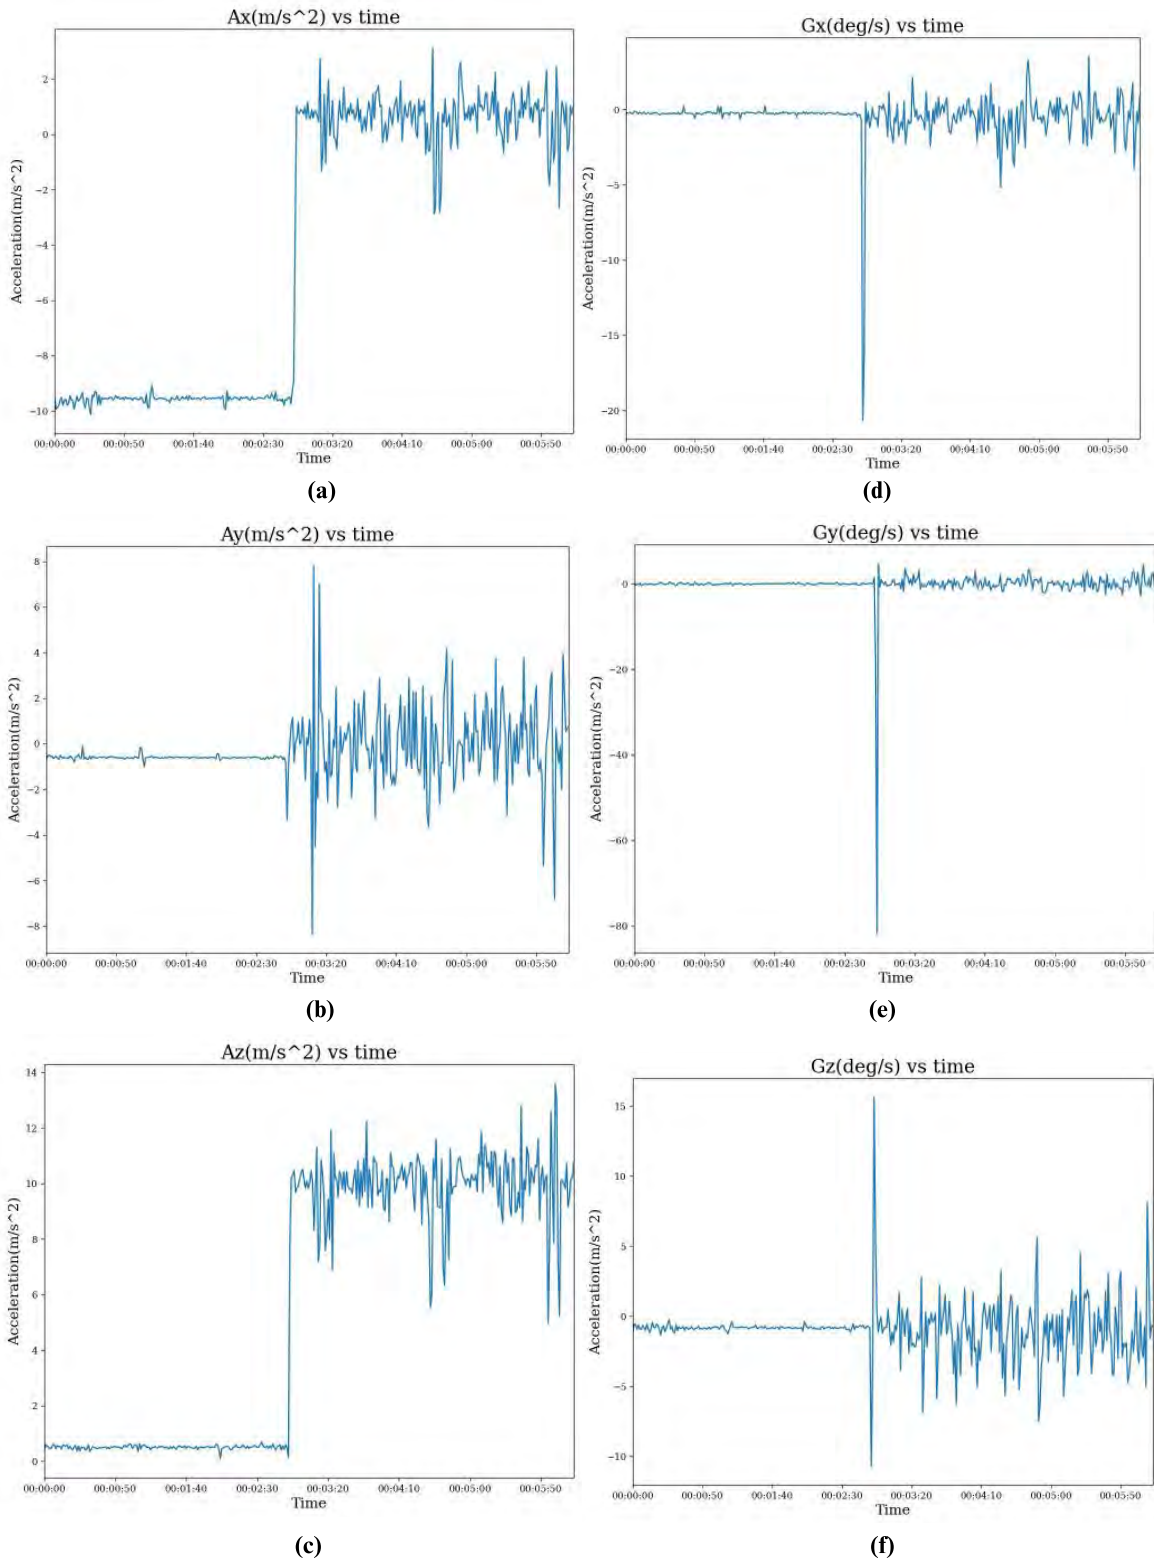 Ax(m/s^2) vs time
Acceleration(m/s^2)
2
0
−2
−4
−6
−8
−10
00:00:00 00:00:50 00:01:40 00:02:30 00:03:20 00:04:10 00:05:00 00:05:50
Time
(a)
Gx(deg/s) vs time
Acceleration(m/s^2)
0
−5
−10
−15
−20
00:00:00 00:00:50 00:01:40 00:02:30 00:03:20 00:04:10 00:05:00 00:05:50
Time
(d)
Ay(m/s^2) vs time
Acceleration(m/s^2)
8
6
4
2
0
−2
−4
−6
−8
00:00:00 00:00:50 00:01:40 00:02:30 00:03:20 00:04:10 00:05:00 00:05:50
Time
(b)
Gy(deg/s) vs time
Acceleration(m/s^2)
0
−20
−40
−60
−80
00:00:00 00:00:50 00:01:40 00:02:30 00:03:20 00:04:10 00:05:00 00:05:50
Time
(e)
Az(m/s^2) vs time
Acceleration(m/s^2)
14
12
10
8
6
4
2
0
00:00:00 00:00:50 00:01:40 00:02:30 00:03:20 00:04:10 00:05:00 00:05:50
Time
(c)
Gz(deg/s) vs time
Acceleration(m/s^2)
15
10
5
0
−5
−10
00:00:00 00:00:50 00:01:40 00:02:30 00:03:20 00:04:10 00:05:00 00:05:50
Time
(f)